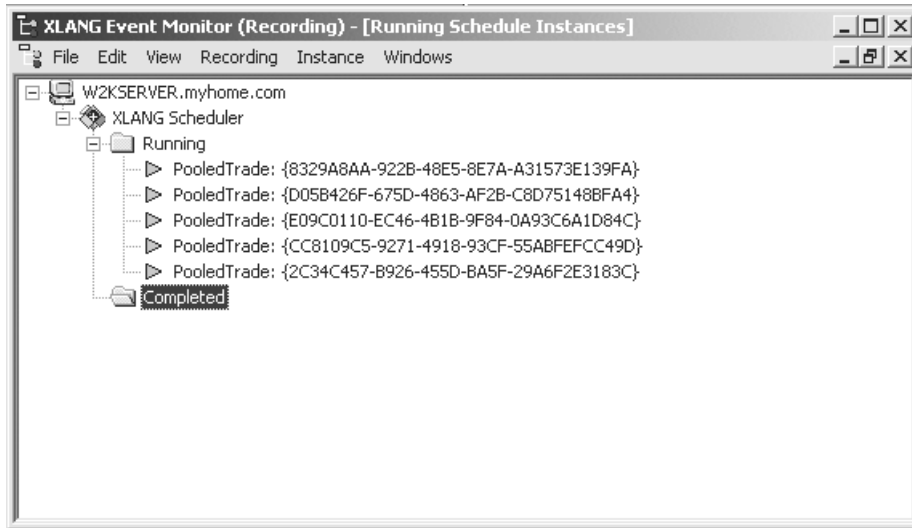 XLANG Event Monitor (Recording) - [Running Schedule Instances]
File Edit View Recording Instance Windows
W2KSERVER.myhome.com
XLANG Scheduler
Running
PooledTrade: {8329A8AA-922B-48E5-8E7A-A31573E139FA}
PooledTrade: {D05B426F-675D-4863-AF2B-C8D75148BFA4}
PooledTrade: {E09C0110-EC46-4B1B-9F84-0A93C6A1D84C}
PooledTrade: {CC8109C5-9271-4918-93CF-55ABFEFCC49D}
PooledTrade: {2C34C457-B926-455D-BA5F-29A6F2E3183C}
Completed